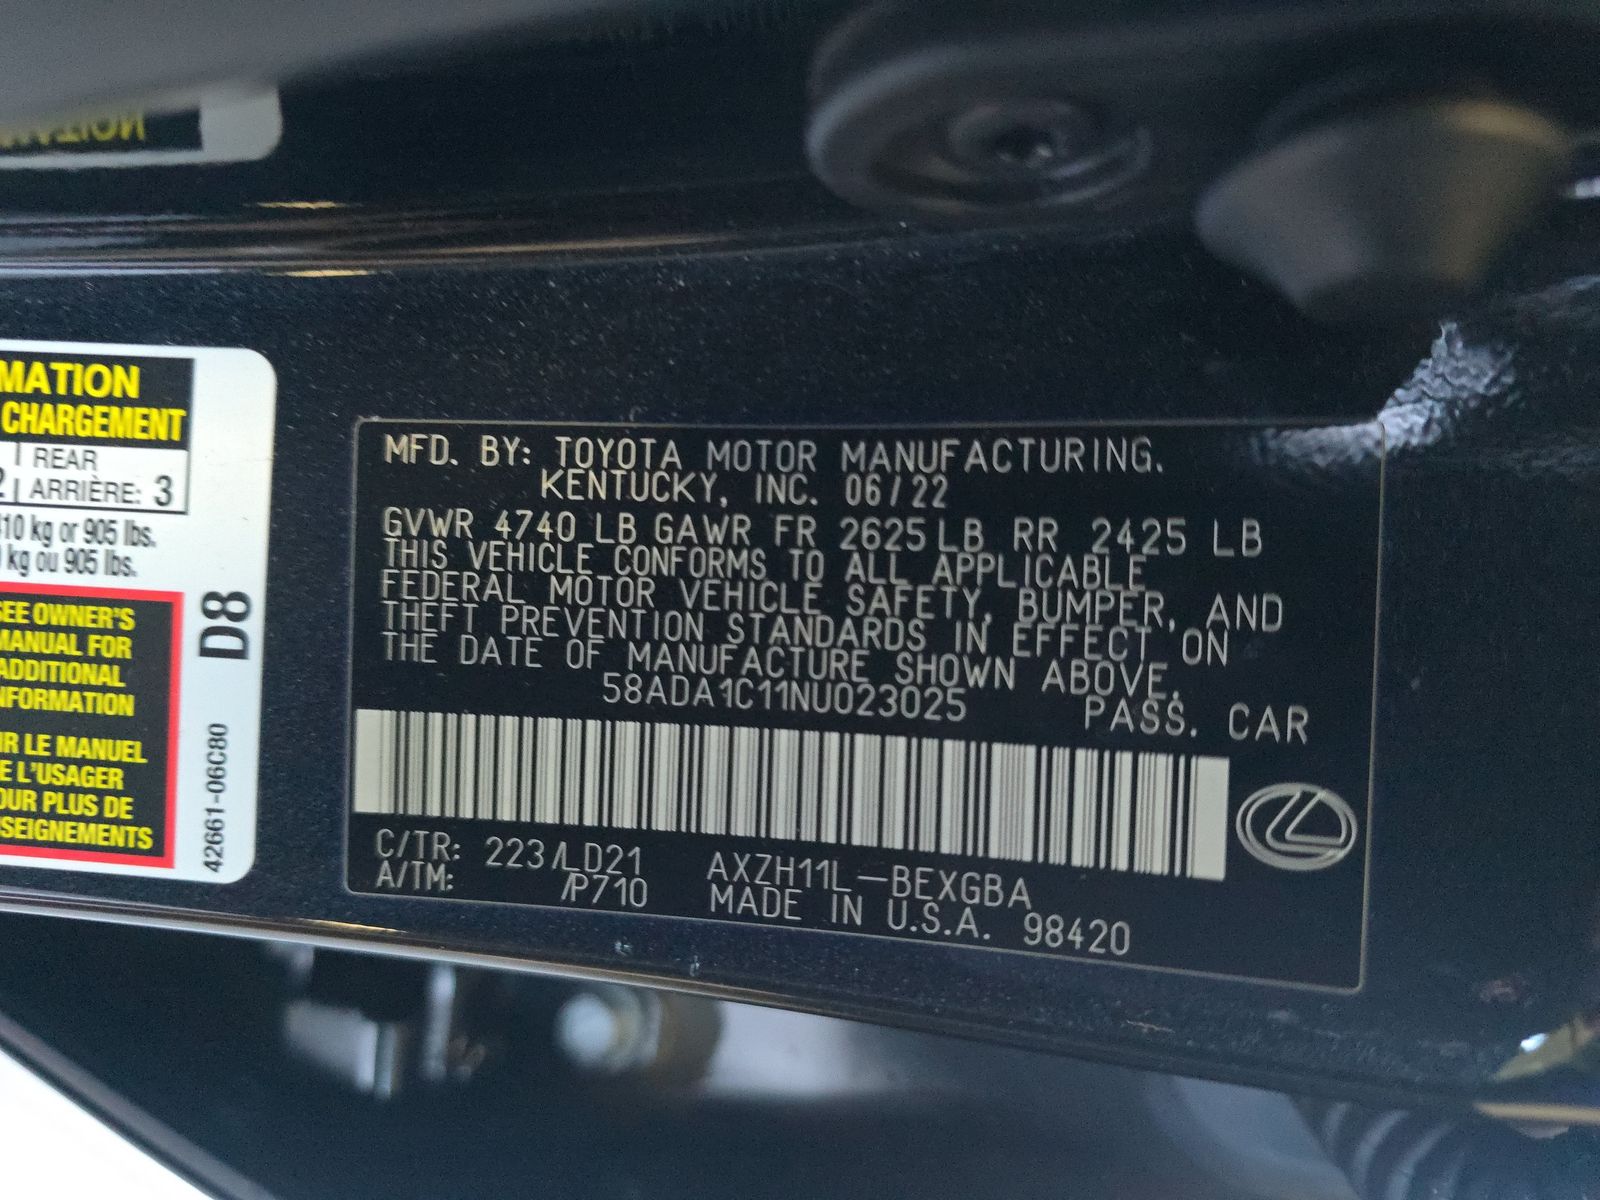 MATION
CHARGEMENT
REAR
ARRIÈRE: 3
10 kg or 905 lbs.
kg ou 905 lbs.
SEE OWNER'S
MANUAL FOR
ADDITIONAL
INFORMATION
IR LE MANUEL
E L'USAGER
OUR PLUS DE
SEIGNEMENTS
D8
42661-06C80
MFD. BY: TOYOTA MOTOR MANUFACTURING.
KENTUCKY, INC. 06/22
GVWR 4740 LB GAWR FR 2625 LB RR 2425 LB
THIS VEHICLE CONFORMS TO ALL APPLICABLE
FEDERAL MOTOR VEHICLE SAFETY, BUMPER, AND
THEFT PREVENTION STANDARDS IN EFFECT ON
THE DATE OF MANUFACTURE SHOWN ABOVE.
58ADA1C11NU023025
PASS. CAR
C/TR: 223/LD21 AXZH11L-BEXGBA
A/TM: /P710 MADE IN U.S.A. 98420